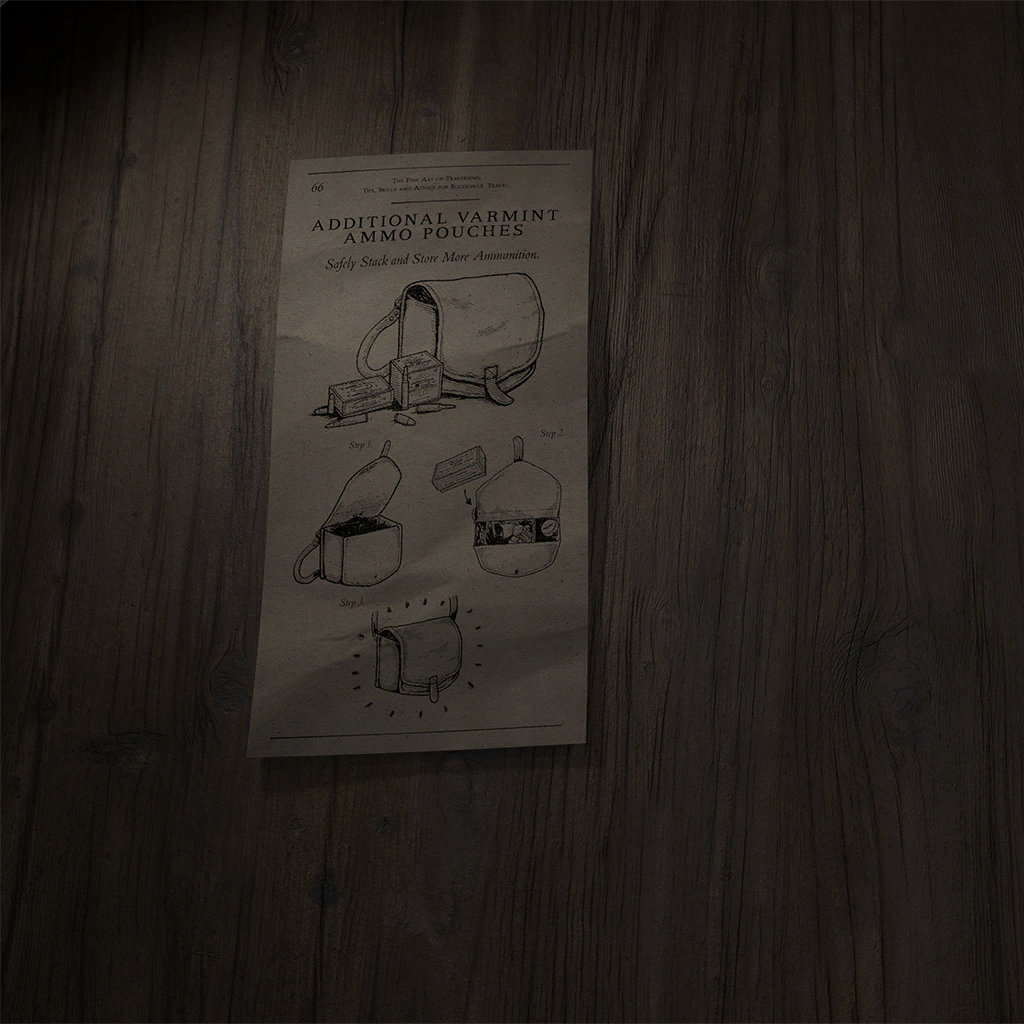 66
The Fine Art of Trapping.
Tips, Skills and Advice for Successful Travel.
ADDITIONAL VARMINT
AMMO POUCHES
Safely Stack and Store More Ammunition.
Step 1.
Step 2.
Step 3.